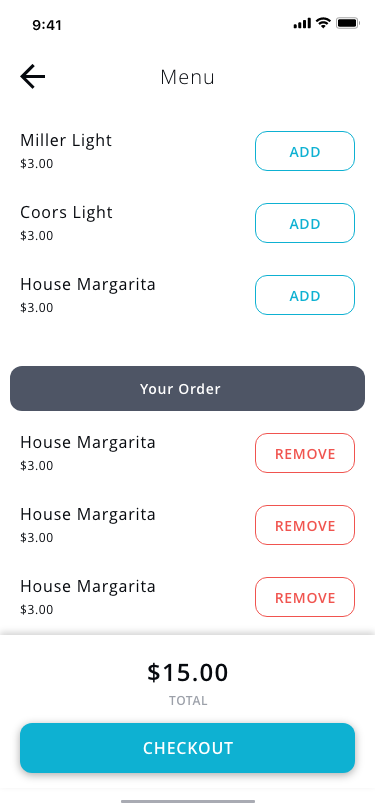 9:41
Menu
Miller Light
$3.00
ADD
Coors Light
$3.00
ADD
House Margarita
$3.00
ADD
Your Order
House Margarita
$3.00
REMOVE
House Margarita
$3.00
REMOVE
House Margarita
$3.00
REMOVE
$15.00
TOTAL
CHECKOUT